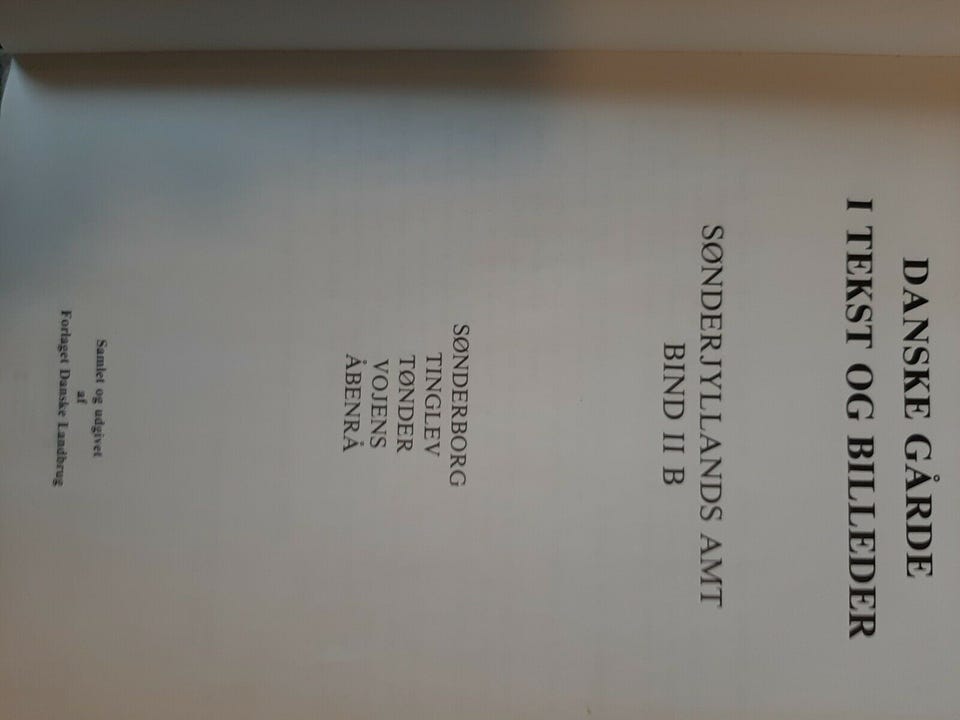 DANSKE GÅRDE
I TEKST OG BILLEDER
SØNDERJYLLANDS AMT
BIND II B
SØNDERBORG
TINGLEV
TØNDER
VOJENS
ÅBENRÅ
Samlet og udgivet
af
Forlaget Danske Landbrug